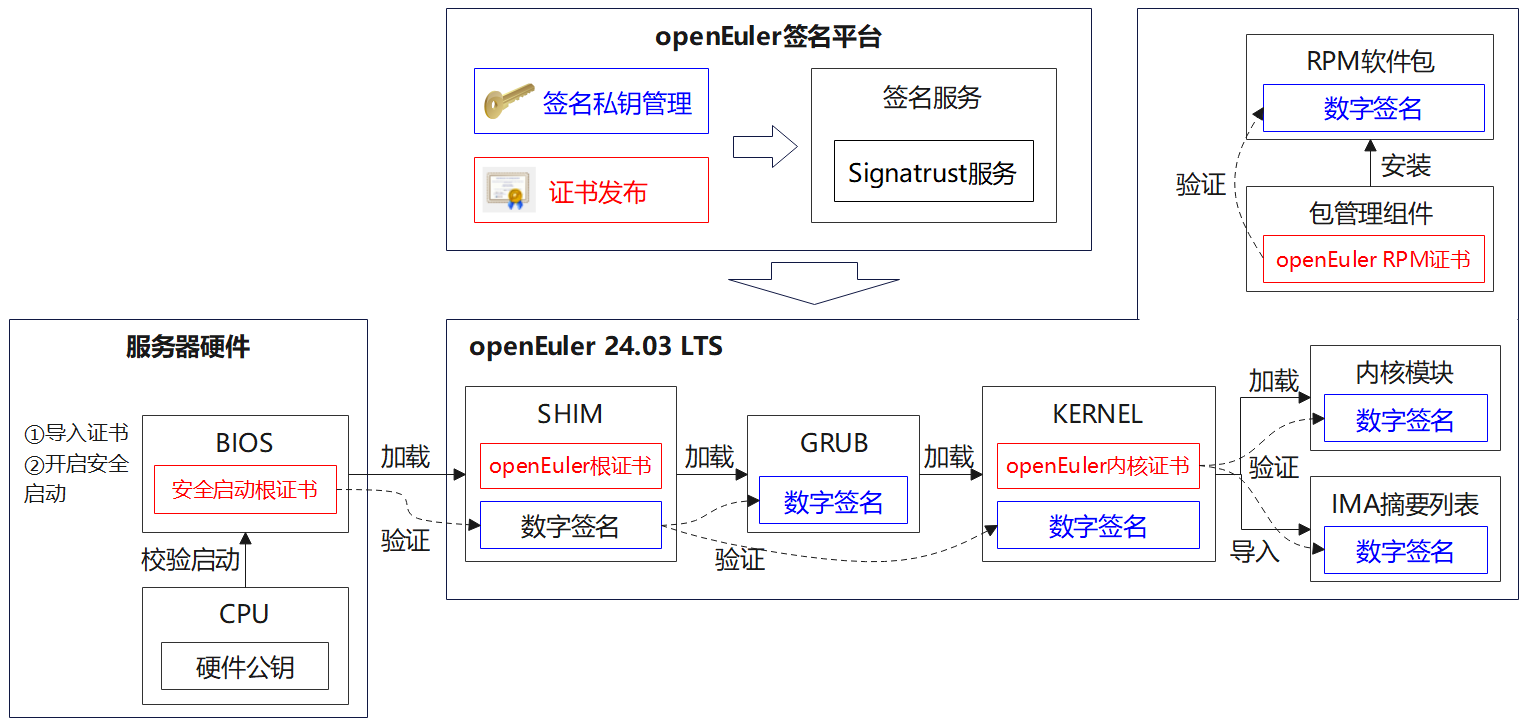 openEuler签名平台
签名私钥管理
证书发布
签名服务
Signatrust服务
RPM软件包
数字签名
验证
安装
包管理组件
openEuler RPM证书
服务器硬件
①导入证书
②开启安全
启动
BIOS
安全启动根证书
校验启动
CPU
硬件公钥
加载
验证
openEuler 24.03 LTS
SHIM
openEuler根证书
数字签名
加载
验证
GRUB
数字签名
加载
KERNEL
openEuler内核证书
数字签名
加载
验证
导入
内核模块
数字签名
IMA摘要列表
数字签名